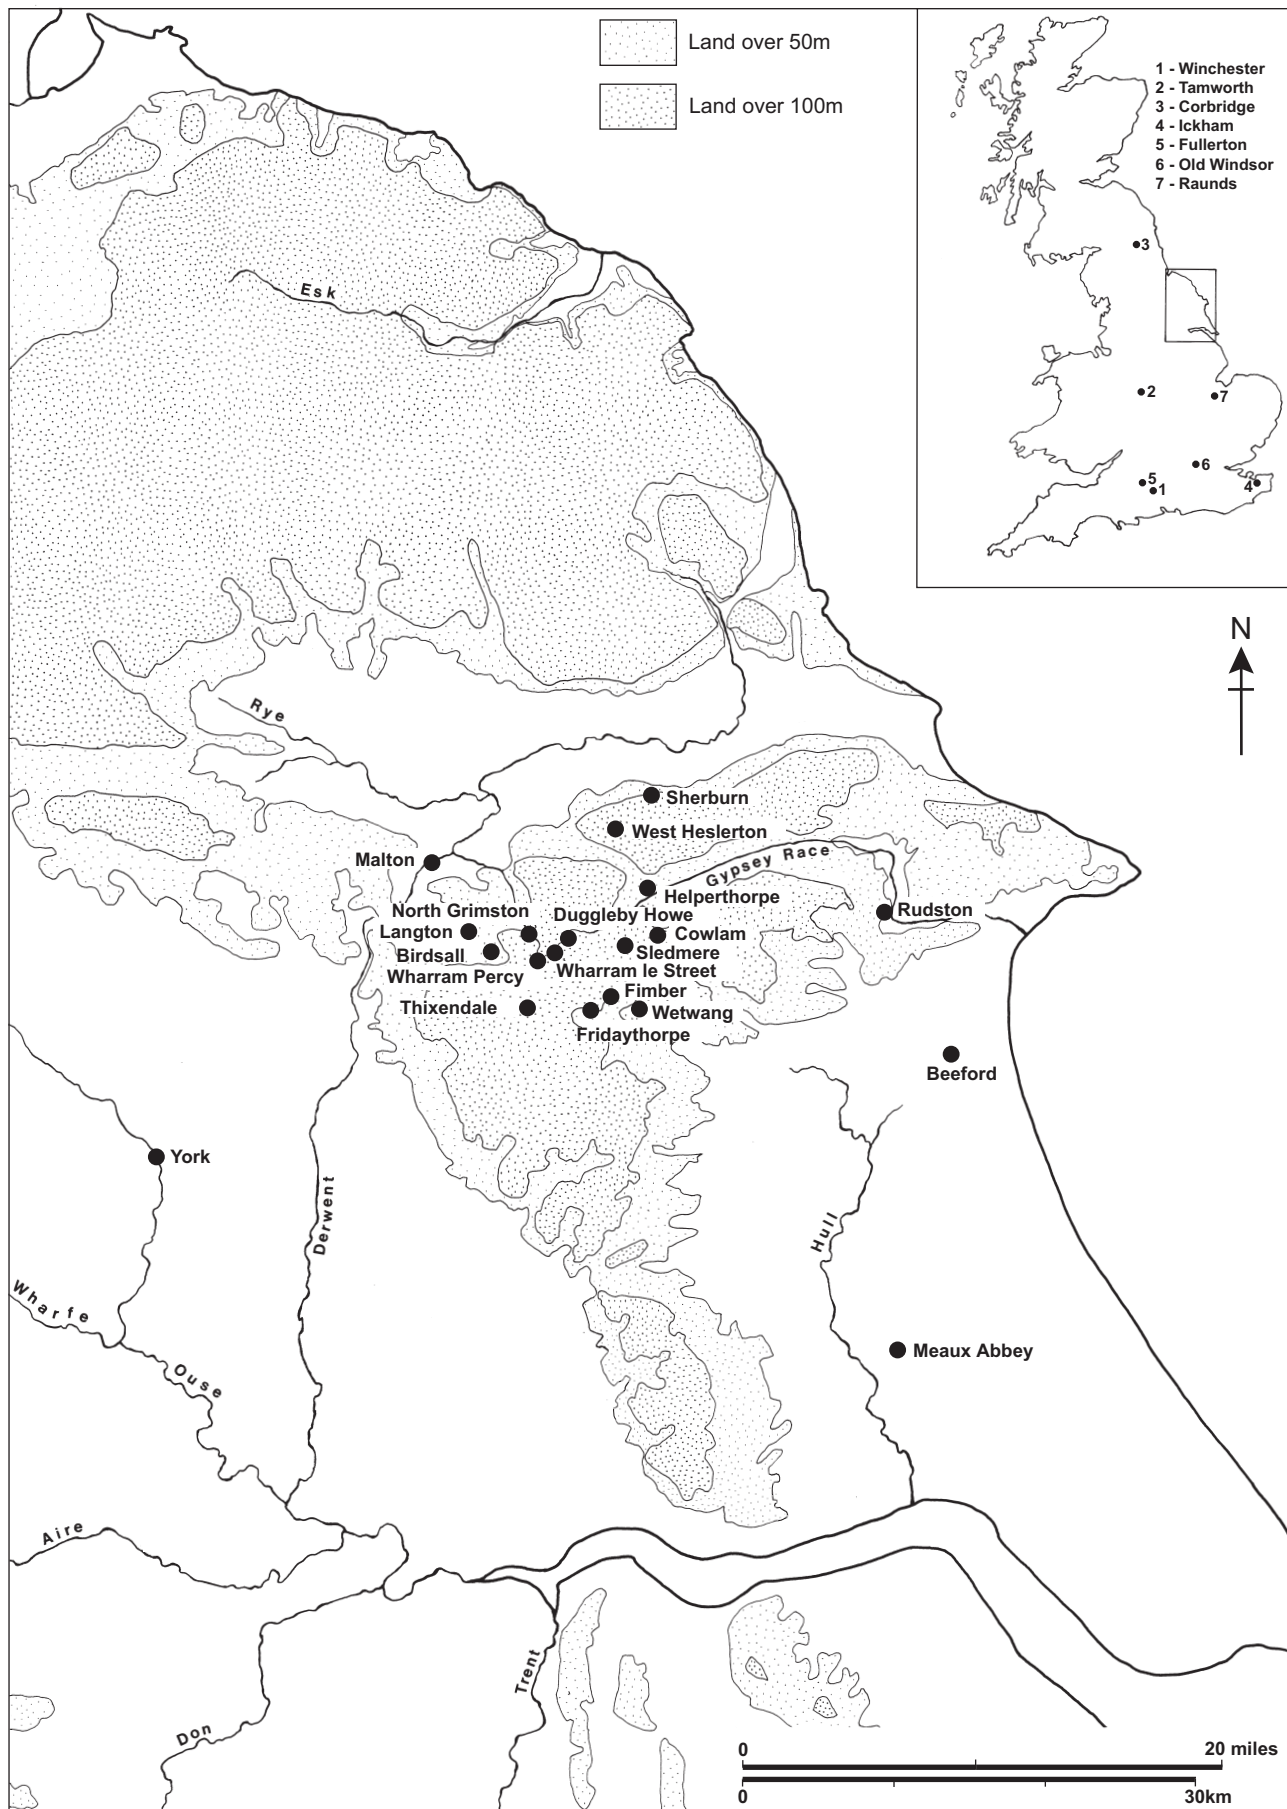 Land over 50m
Land over 100m
1 - Winchester
2 - Tamworth
3 - Corbridge
4 - Ickham
5 - Fullerton
6 - Old Windsor
7 - Raunds
3
2
7
6
5
1
4
N
Esk
Rye
Sherburn
West Heslerton
Malton
Gypsey Race
Helperthorpe
North Grimston
Duggleby Howe
Rudston
Langton
Cowlam
Birdsall
Sledmere
Wharram Percy
Wharram le Street
Fimber
Thixendale
Wetwang
Fridaythorpe
Beeford
York
Derwent
Hull
Wharfe
Meaux Abbey
Ouse
Aire
Trent
Don
0
20 miles
0
30km